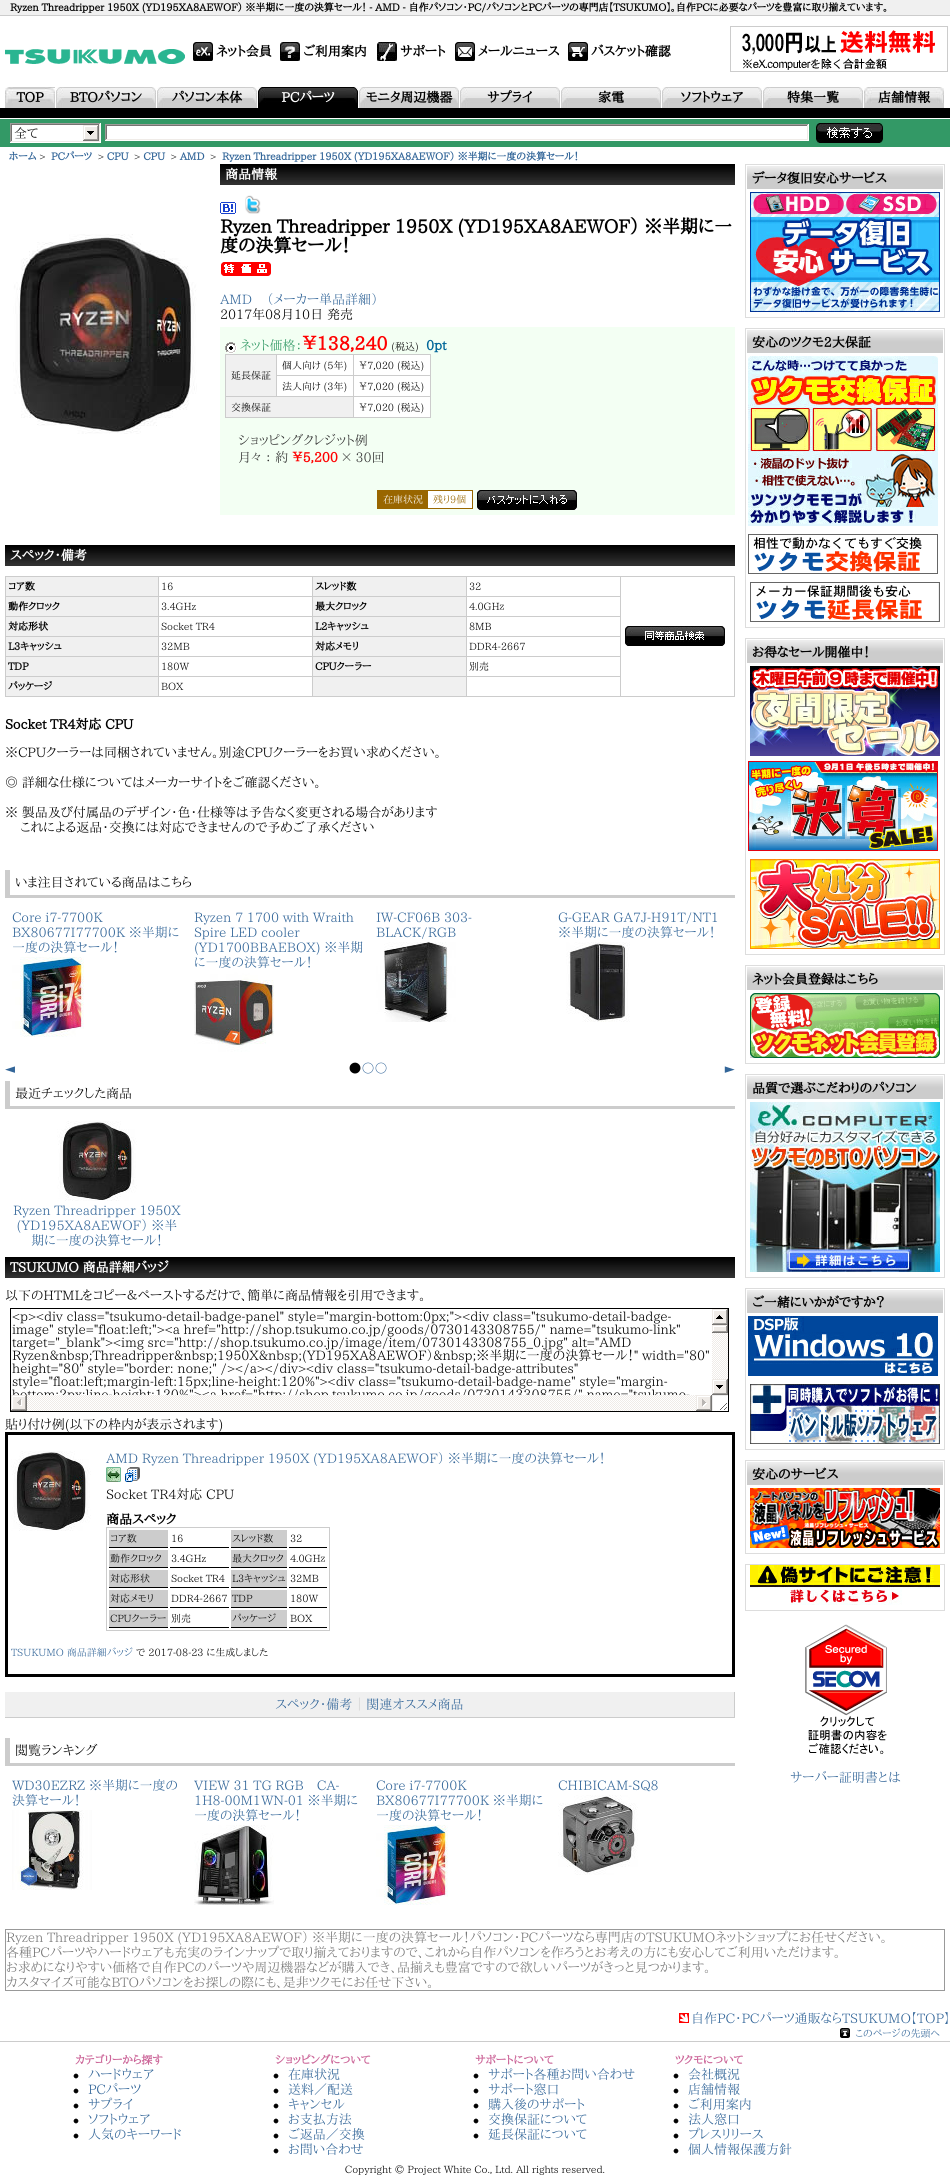 Ryzen Threadripper 1950X (YD195XA8AEWOF) ※半期に一度の決算セール! - AMD - 自作パソコン・PC/パソコンとPCパーツの専門店【TSUKUMO】。自作PCに必要なパーツを豊富に取り揃えています。
TSUKUMO eX. ネット会員 ? ご利用案内 サポート メールニュース バスケット確認
3,000円以上 送料無料
※eX.computerを除く合計金額
TOP BTOパソコン パソコン本体 PCパーツ モニタ周辺機器 サプライ 家電 ソフトウェア 特集一覧 店舗情報
全て 検索する
ホーム > PCパーツ > CPU > CPU > AMD > Ryzen Threadripper 1950X (YD195XA8AEWOF) ※半期に一度の決算セール!
商品情報
B!
Ryzen Threadripper 1950X (YD195XA8AEWOF) ※半期に一
度の決算セール!
特 価 品
RYZEN
THREADRIPPER
AMD (メーカー単品詳細)
2017年08月10日 発売
ネット価格: ¥138,240 (税込) 0pt
延長保証 個人向け (5年) ¥7,020 (税込)
法人向け (3年) ¥7,020 (税込)
交換保証 ¥7,020 (税込)
ショッピングクレジット例
月々 : 約 ¥5,200 × 30回
在庫状況 残り9個 バスケットに入れる
スペック・備考
コア数 16 スレッド数 32
動作クロック 3.4GHz 最大クロック 4.0GHz
対応形状 Socket TR4 L2キャッシュ 8MB
L3キャッシュ 32MB 対応メモリ DDR4-2667
TDP 180W CPUクーラー 別売
パッケージ BOX
同等商品検索
Socket TR4対応 CPU
※CPUクーラーは同梱されていません。別途CPUクーラーをお買い求めください。
◎ 詳細な仕様についてはメーカーサイトをご確認ください。
※ 製品及び付属品のデザイン・色・仕様等は予告なく変更される場合があります
これによる返品・交換には対応できませんので予めご了承ください
いま注目されている商品はこちら
Core i7-7700K
BX80677I77700K ※半期に
一度の決算セール!
Ryzen 7 1700 with Wraith
Spire LED cooler
(YD1700BBAEBOX) ※半期
に一度の決算セール!
IW-CF06B 303-
BLACK/RGB
G-GEAR GA7J-H91T/NT1
※半期に一度の決算セール!
CORE i7
RYZEN
7
最近チェックした商品
RYZEN
Ryzen Threadripper 1950X
(YD195XA8AEWOF) ※半
期に一度の決算セール!
TSUKUMO 商品詳細バッジ
以下のHTMLをコピー&ペーストするだけで、簡単に商品情報を引用できます。
<p><div class="tsukumo-detail-badge-panel" style="margin-bottom:0px;"><div class="tsukumo-detail-badge-
image" style="float:left;"><a href="http://shop.tsukumo.co.jp/goods/0730143308755/" name="tsukumo-link"
target="_blank"><img src="http://shop.tsukumo.co.jp/image/item/0730143308755_0.jpg" alt="AMD
Ryzen&nbsp;Threadripper&nbsp;1950X&nbsp;(YD195XA8AEWOF)&nbsp;※半期に一度の決算セール!" width="80"
height="80" style="border: none;" /></a></div><div class="tsukumo-detail-badge-attributes"
style="float:left;margin-left:15px;line-height:120%"><div class="tsukumo-detail-badge-name" style="margin-
bottom:2px;line-height:120%"><a href="http://shop.tsukumo.co.jp/goods/0730143308755/" name="tsukumo-
貼り付け例(以下の枠内が表示されます)
RYZEN
AMD Ryzen Threadripper 1950X (YD195XA8AEWOF) ※半期に一度の決算セール!
Socket TR4対応 CPU
商品スペック
コア数 16 スレッド数 32
動作クロック 3.4GHz 最大クロック 4.0GHz
対応形状 Socket TR4 L3キャッシュ 32MB
対応メモリ DDR4-2667 TDP 180W
CPUクーラー 別売 パッケージ BOX
TSUKUMO 商品詳細バッジ で 2017-08-23 に生成しました
スペック・備考 | 関連オススメ商品
閲覧ランキング
WD30EZRZ ※半期に一度の
決算セール!
VIEW 31 TG RGB CA-
1H8-00M1WN-01 ※半期に
一度の決算セール!
Core i7-7700K
BX80677I77700K ※半期に
一度の決算セール!
CHIBICAM-SQ8
CORE i7
データ復旧安心サービス
HDD SSD
データ復旧
安心サービス
わずかな掛け金で、万が一の障害発生時に
データ復旧サービスが受けられます!
安心のツクモ2大保証
こんな時…つけてて良かった
ツクモ交換保証
・液晶のドット抜け
・相性で使えない…。
ツンツクモモコが
分かりやすく解説します!
相性で動かなくてもすぐ交換
ツクモ交換保証
メーカー保証期間後も安心
ツクモ延長保証
お得なセール開催中!
木曜日午前9時まで開催中!
夜間限定
セール
9月1日 午後5時まで開催中!
半期に一度の
売り尽くし
決算
SALE!
大処分
SALE!!
ネット会員登録はこちら
登録
無料!
ツクモネット会員登録
品質で選ぶこだわりのパソコン
eX.COMPUTER
自分好みにカスタマイズできる
ツクモのBTOパソコン
詳細はこちら
ご一緒にいかがですか?
DSP版
Windows 10
はこちら
同時購入でソフトがお得に!
バンドル版ソフトウェア
安心のサービス
ノートパソコンの
液晶パネルをリフレッシュ!
New! 液晶リフレッシュサービス
偽サイトにご注意!
詳しくはこちら
Secured
by
SECOM
クリックして
証明書の内容を
ご確認ください。
サーバー証明書とは
Ryzen Threadripper 1950X (YD195XA8AEWOF) ※半期に一度の決算セール!パソコン・PCパーツなら専門店のTSUKUMOネットショップにお任せください。
各種PCパーツやハードウェアも充実のラインナップで取り揃えておりますので、これから自作パソコンを作ろうとお考えの方にも安心してご利用いただけます。
お求めになりやすい価格で自作PCのパーツや周辺機器などが購入でき、品揃えも豊富ですので欲しいパーツがきっと見つかります。
カスタマイズ可能なBTOパソコンをお探しの際にも、是非ツクモにお任せ下さい。
自作PC・PCパーツ通販ならTSUKUMO【TOP】
このページの先頭へ
カテゴリーから探す
ハードウェア
PCパーツ
サプライ
ソフトウェア
人気のキーワード
ショッピングについて
在庫状況
送料／配送
キャンセル
お支払方法
ご返品／交換
お問い合わせ
サポートについて
サポート各種お問い合わせ
サポート窓口
購入後のサポート
交換保証について
延長保証について
ツクモについて
会社概況
店舗情報
ご利用案内
法人窓口
プレスリリース
個人情報保護方針
Copyright © Project White Co., Ltd. All rights reserved.